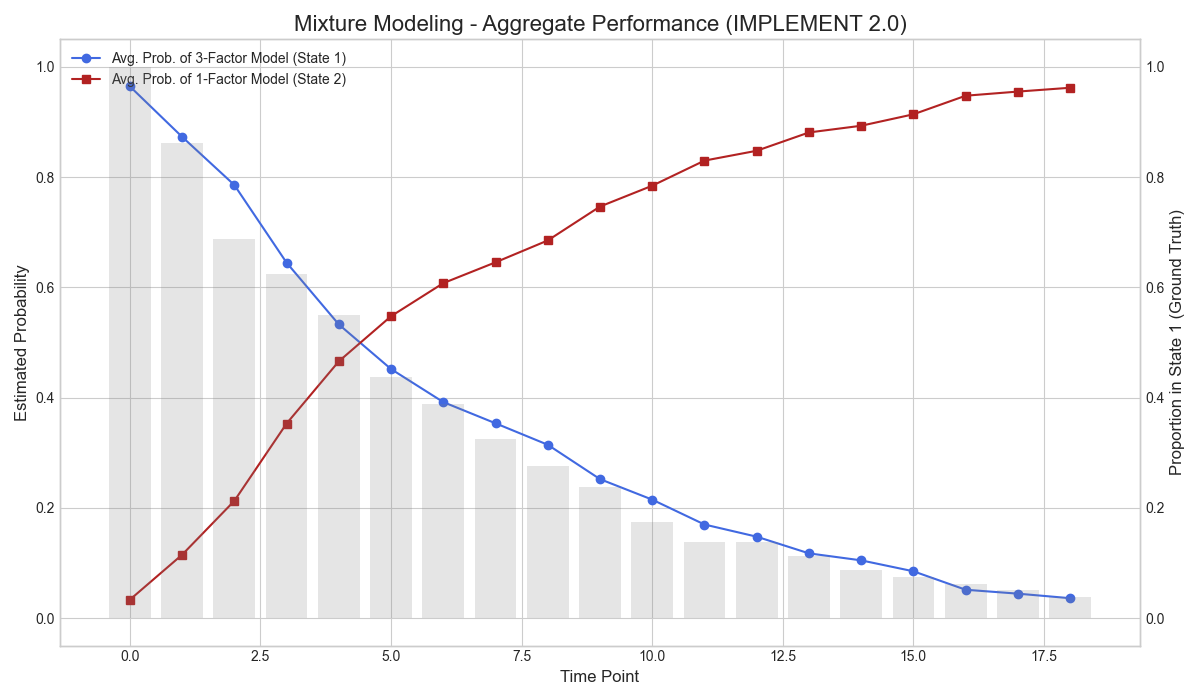 Mixture Modeling - Aggregate Performance (IMPLEMENT 2.0)
Avg. Prob. of 3-Factor Model (State 1)
Avg. Prob. of 1-Factor Model (State 2)
Estimated Probability
1.0
0.8
0.6
0.4
0.2
0.0
1.0
0.8
0.6
0.4
0.2
0.0
Proportion in State 1 (Ground Truth)
0.0 2.5 5.0 7.5 10.0 12.5 15.0 17.5
Time Point